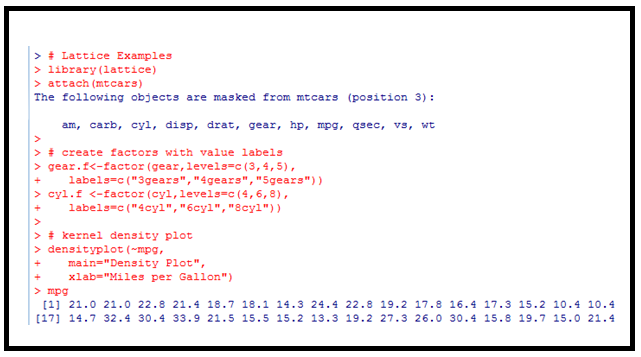 > # Lattice Examples
> library(lattice)
> attach(mtcars)
The following objects are masked from mtcars (position 3):
am, carb, cyl, disp, drat, gear, hp, mpg, qsec, vs, wt
>
> # create factors with value labels
> gear.f<-factor(gear,levels=c(3,4,5),
+ labels=c("3gears","4gears","5gears"))
> cyl.f <-factor(cyl,levels=c(4,6,8),
+ labels=c("4cyl","6cyl","8cyl"))
>
> # kernel density plot
> densityplot(~mpg,
+ main="Density Plot",
+ xlab="Miles per Gallon")
> mpg
[1] 21.0 21.0 22.8 21.4 18.7 18.1 14.3 24.4 22.8 19.2 17.8 16.4 17.3 15.2 10.4 10.4
[17] 14.7 32.4 30.4 33.9 21.5 15.5 15.2 13.3 19.2 27.3 26.0 30.4 15.8 19.7 15.0 21.4